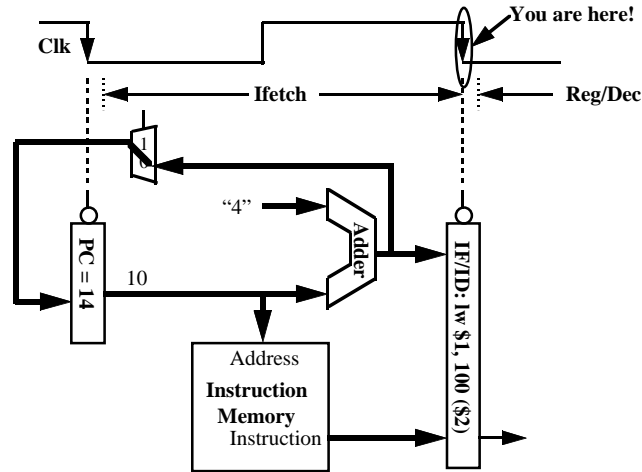 You are here!
Clk
Ifetch
Reg/Dec
1
0
“4”
Adder
PC = 14
10
IF/ID: lw $1, 100 ($2)
Address
Instruction
Memory
Instruction